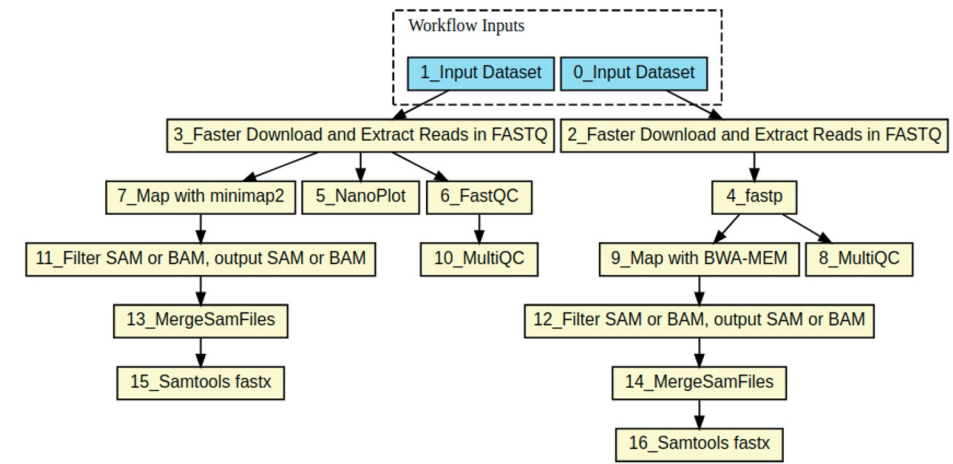 Workflow Inputs
1_Input Dataset
0_Input Dataset
3_Faster Download and Extract Reads in FASTQ
2_Faster Download and Extract Reads in FASTQ
7_Map with minimap2
5_NanoPlot
6_FastQC
4_fastp
11_Filter SAM or BAM, output SAM or BAM
10_MultiQC
9_Map with BWA-MEM
8_MultiQC
13_MergeSamFiles
12_Filter SAM or BAM, output SAM or BAM
15_Samtools fastx
14_MergeSamFiles
16_Samtools fastx